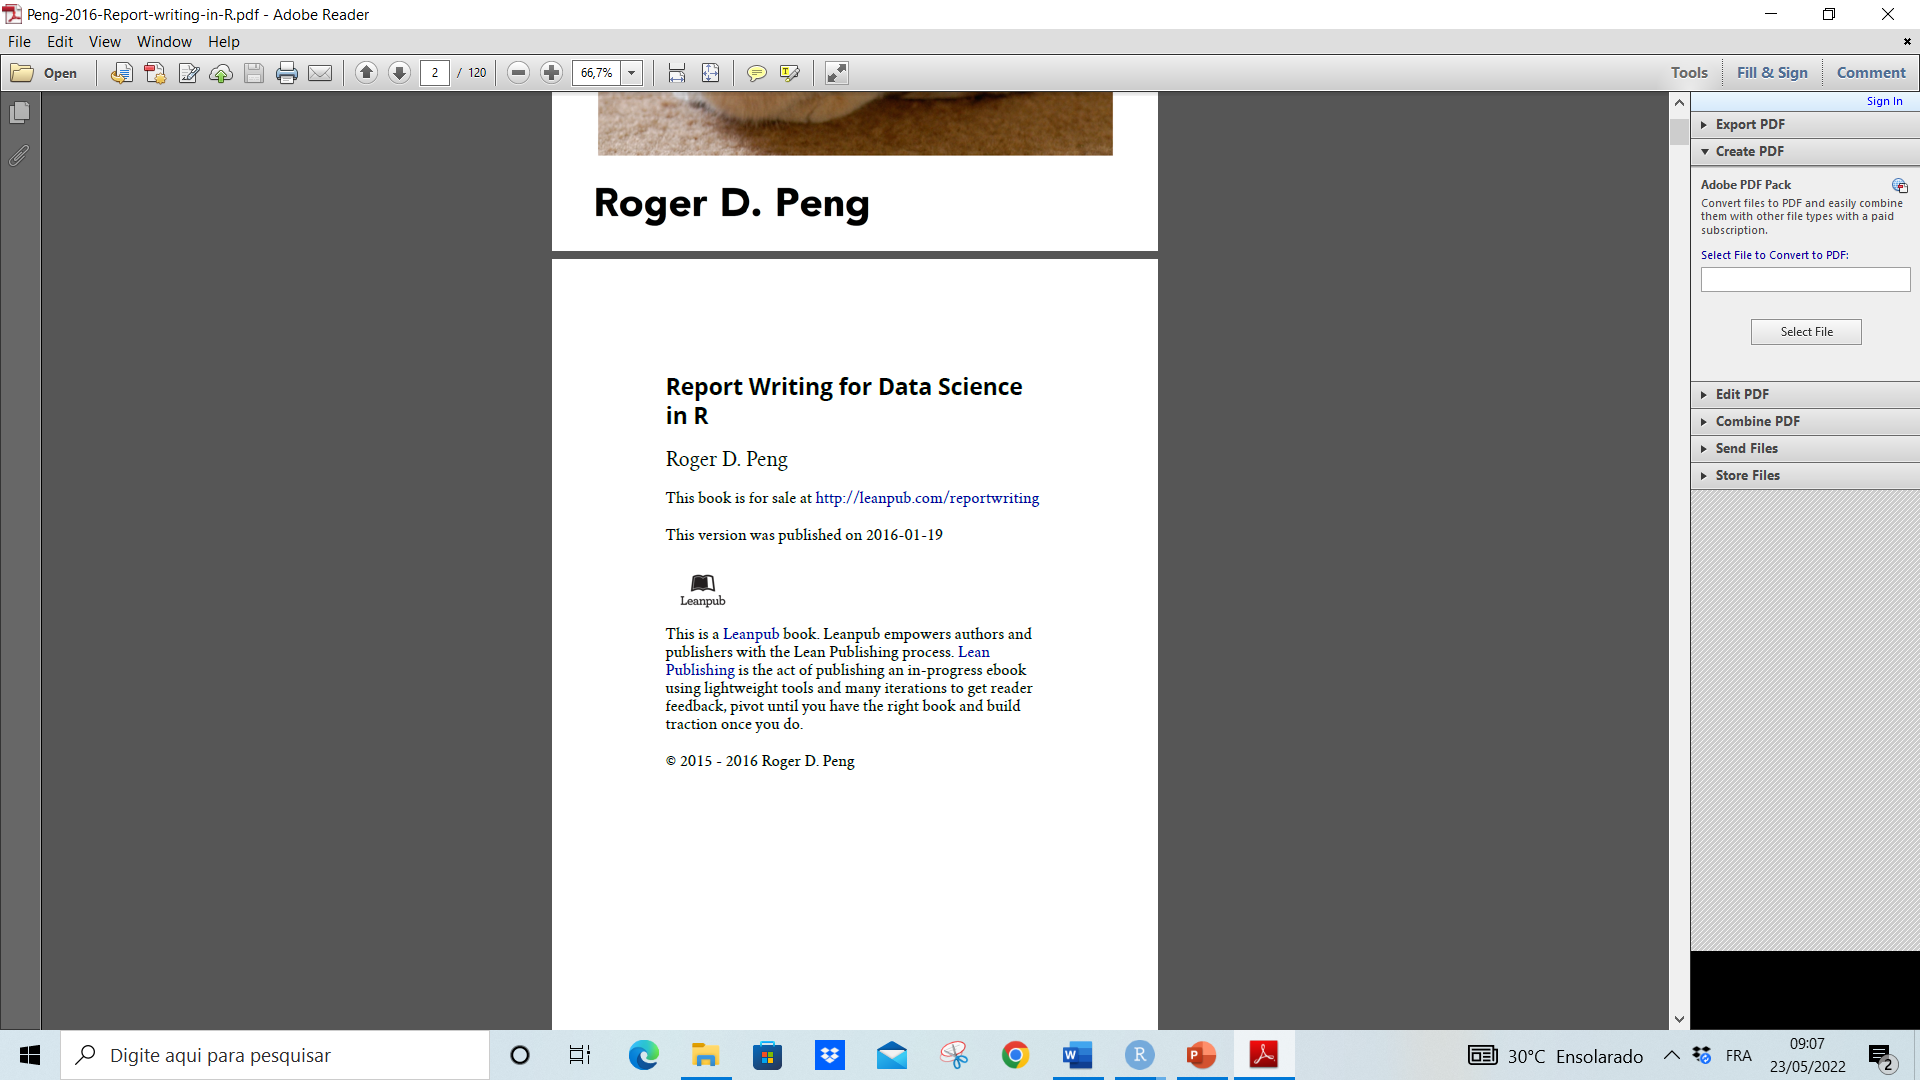 Peng-2016-Report-writing-in-R.pdf - Adobe Reader
File Edit View Window Help
Open 2 / 120 66,7% Tools Fill & Sign Comment
Sign In
Export PDF
Create PDF
Adobe PDF Pack
Convert files to PDF and easily combine
them with other file types with a paid
subscription.
Select File to Convert to PDF:
Select File
Edit PDF
Combine PDF
Send Files
Store Files
Roger D. Peng
Report Writing for Data Science
in R
Roger D. Peng
This book is for sale at http://leanpub.com/reportwriting
This version was published on 2016-01-19
Leanpub
This is a Leanpub book. Leanpub empowers authors and
publishers with the Lean Publishing process. Lean
Publishing is the act of publishing an in-progress ebook
using lightweight tools and many iterations to get reader
feedback, pivot until you have the right book and build
traction once you do.
© 2015 - 2016 Roger D. Peng
Digite aqui para pesquisar
30°C Ensolarado
FRA
09:07
23/05/2022
2